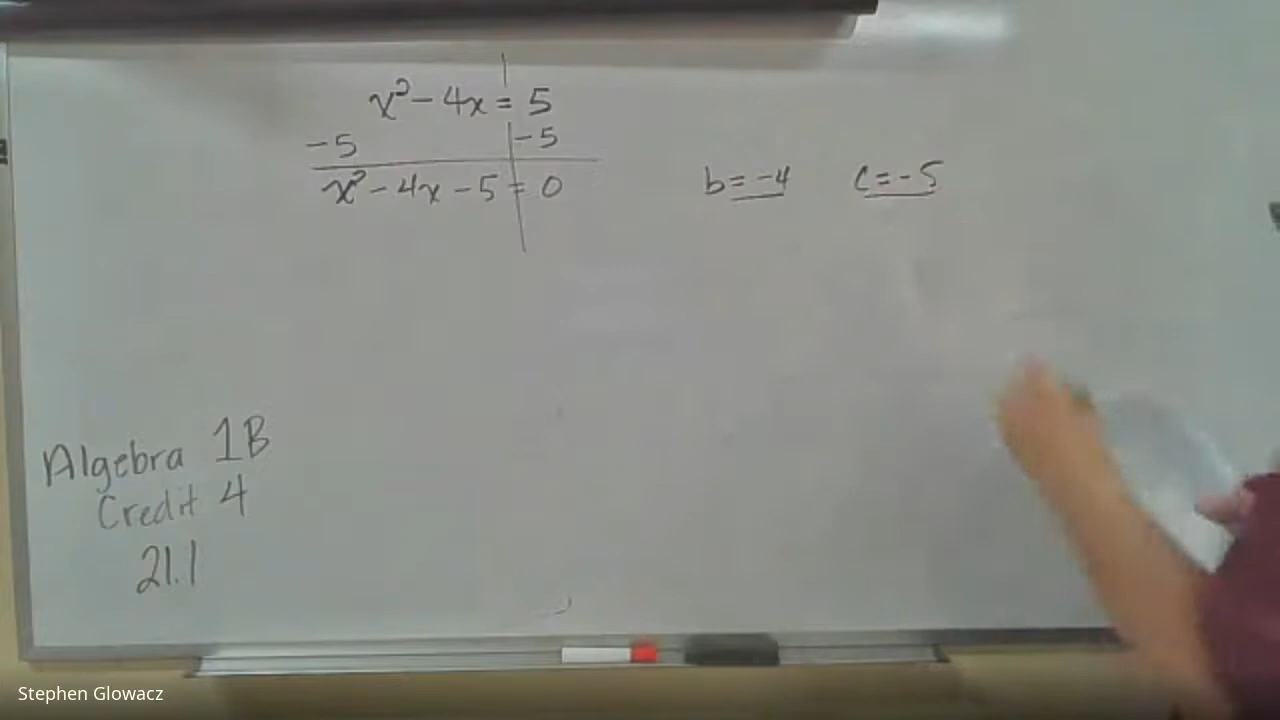 x² - 4x = 5
-5 -5
x² - 4x - 5 = 0
b = -4 c = -5
Algebra 1B
Credit 4
21.1
Stephen Glowacz